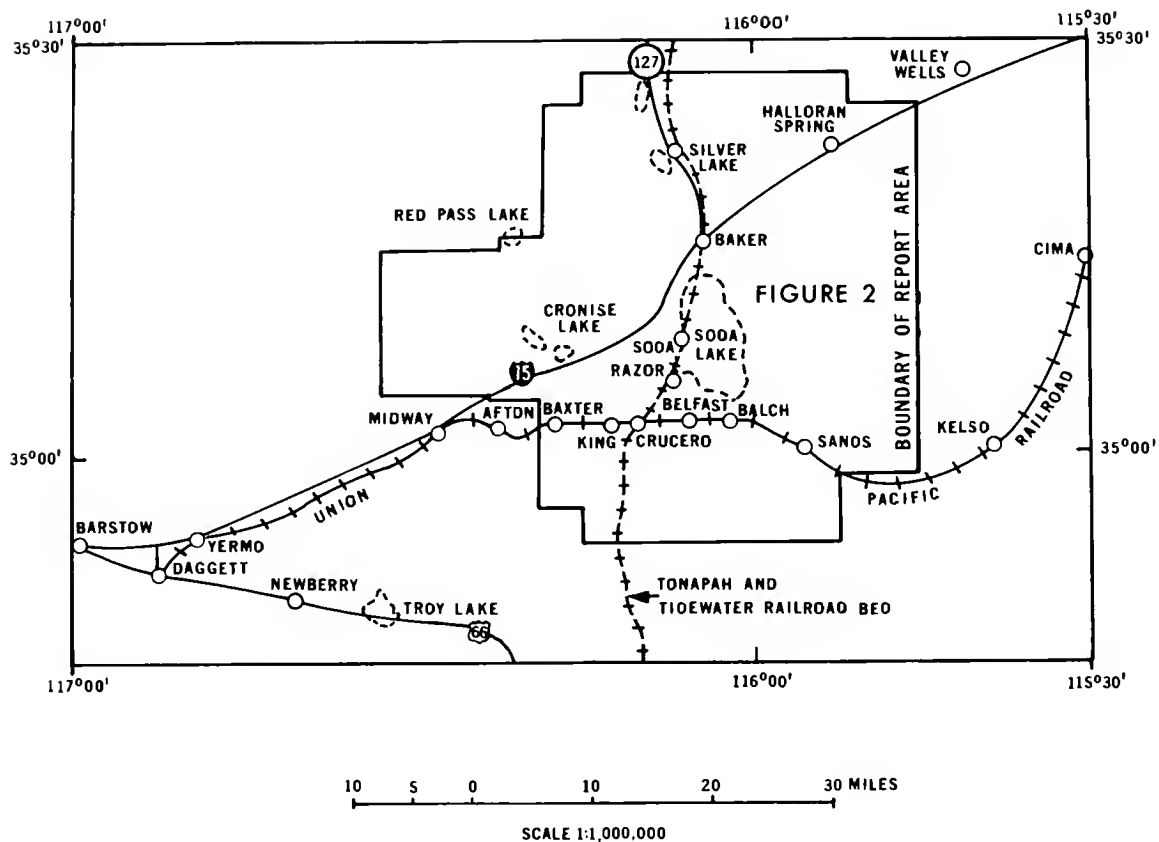 117°00'
116°00'
115°30'
35°30'
35°30'
127
VALLEY
WELLS
HALLORAN
SPRING
SILVER
LAKE
BOUNDARY OF REPORT AREA
RED PASS LAKE
BAKER
CIMA
FIGURE 2
CRONISE
LAKE
SODA
SODA
LAKE
15
RAZOR
MIDWAY
AFTON
BAXTER
BELFAST
BALCH
KING
CRUCERO
SANOS
KELSO
RAILROAD
35°00'
35°00'
UNION
PACIFIC
BARSTOW
YERMO
DAGGETT
NEWBERRY
TROY LAKE
66
TONAPAH AND
TIDEWATER RAILROAD BED
117°00'
116°00'
115°30'
10 S 0 10 20 30 MILES
SCALE 1:1,000,000